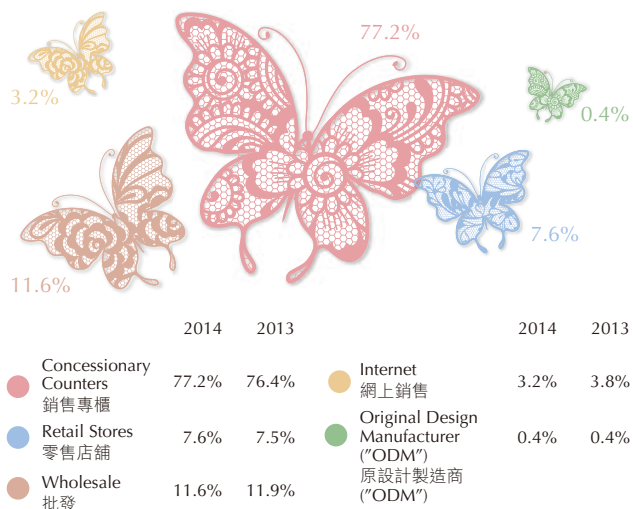 77.2%
3.2%
0.4%
7.6%
11.6%
2014 2013
Concessionary
Counters
銷售專櫃
77.2% 76.4%
Retail Stores
零售店舖
7.6% 7.5%
Wholesale
批發
11.6% 11.9%
2014 2013
Internet
網上銷售
3.2% 3.8%
Original Design
Manufacturer
("ODM")
原設計製造商
("ODM")
0.4% 0.4%